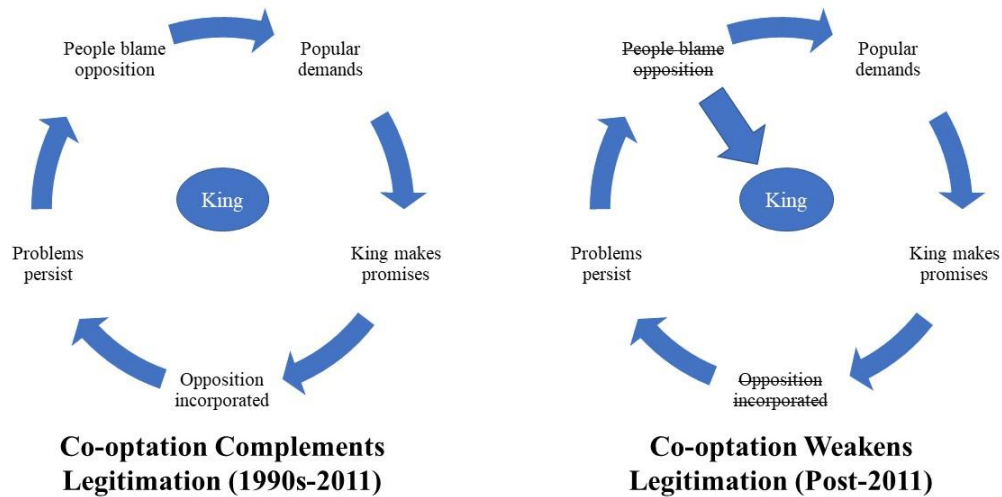 People blame
opposition
Popular
demands
King
Problems
persist
King makes
promises
Opposition
incorporated
Co-optation Complements
Legitimation (1990s-2011)
People blame
opposition
Popular
demands
King
Problems
persist
King makes
promises
Opposition
incorporated
Co-optation Weakens
Legitimation (Post-2011)